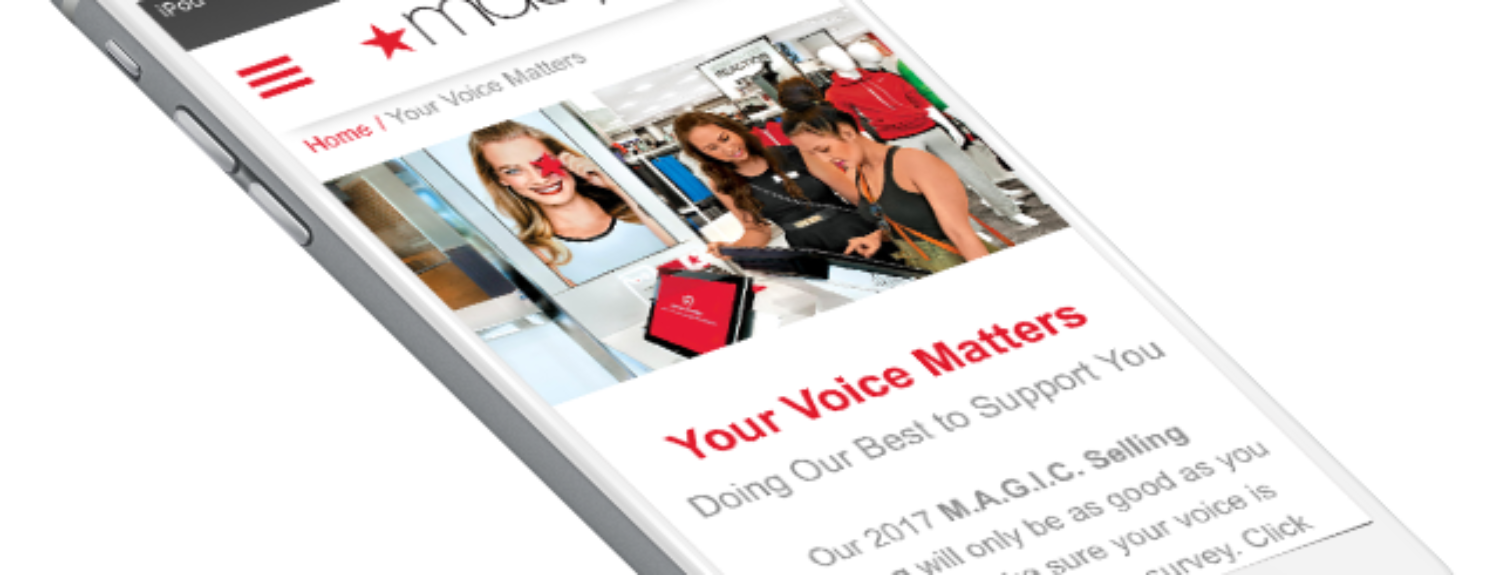 iPod
Home / Your Voice Matters
Your Voice Matters
Doing Our Best to Support You
Our 2017 M.A.G.I.C. Selling
will only be as good as you
sure your voice is
survey. Click